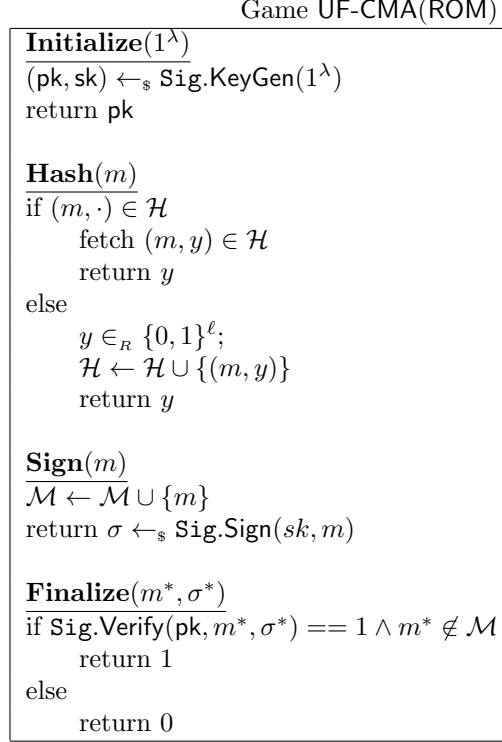 Game UF-CMA(ROM)
Initialize(1^λ)
(pk, sk) ←_$ Sig.KeyGen(1^λ)
return pk
Hash(m)
if (m, ·) ∈ ℋ
fetch (m, y) ∈ ℋ
return y
else
y ∈_R {0, 1}^ℓ;
ℋ ← ℋ ∪ {(m, y)}
return y
Sign(m)
ℳ ← ℳ ∪ {m}
return σ ←_$ Sig.Sign(sk, m)
Finalize(m*, σ*)
if Sig.Verify(pk, m*, σ*) == 1 ∧ m* ∉ ℳ
return 1
else
return 0